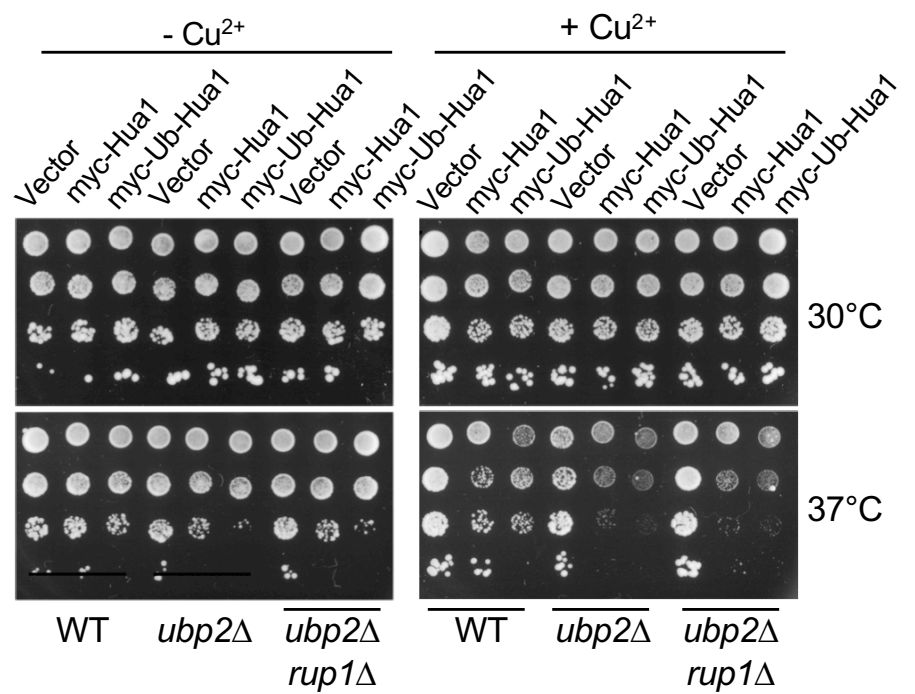 - Cu²⁺
+ Cu²⁺
Vector
myc-Hua1
myc-Ub-Hua1
Vector
myc-Hua1
myc-Ub-Hua1
Vector
myc-Hua1
myc-Ub-Hua1
Vector
myc-Hua1
myc-Ub-Hua1
Vector
myc-Hua1
myc-Ub-Hua1
Vector
myc-Hua1
myc-Ub-Hua1
30°C
37°C
WT
ubp2Δ
ubp2Δ
rup1Δ
WT
ubp2Δ
ubp2Δ
rup1Δ